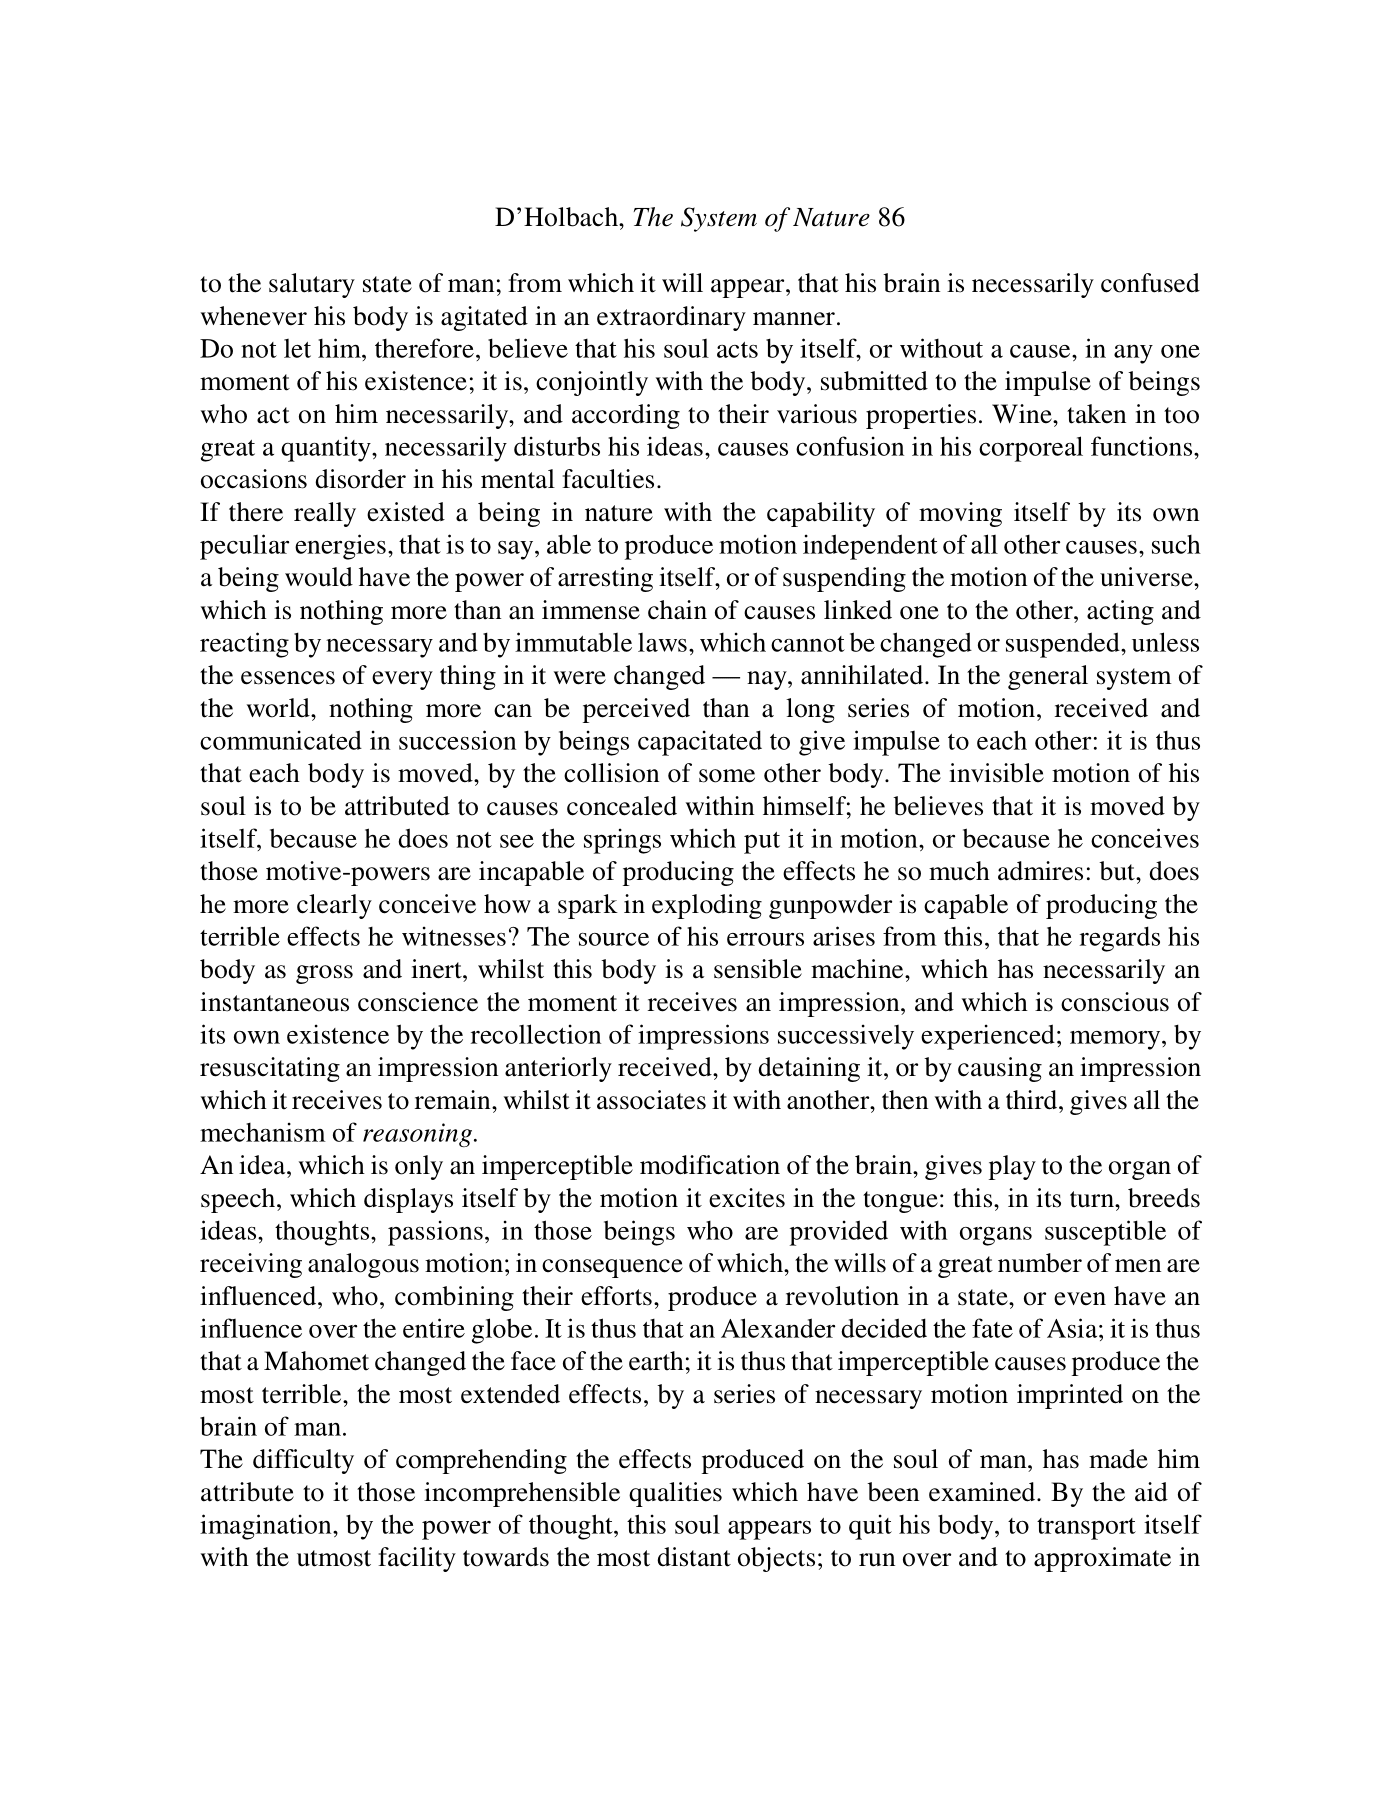 D’Holbach, The System of Nature 86
to the salutary state of man; from which it will appear, that his brain is necessarily confused
whenever his body is agitated in an extraordinary manner.
Do not let him, therefore, believe that his soul acts by itself, or without a cause, in any one
moment of his existence; it is, conjointly with the body, submitted to the impulse of beings
who act on him necessarily, and according to their various properties. Wine, taken in too
great a quantity, necessarily disturbs his ideas, causes confusion in his corporeal functions,
occasions disorder in his mental faculties.
If there really existed a being in nature with the capability of moving itself by its own
peculiar energies, that is to say, able to produce motion independent of all other causes, such
a being would have the power of arresting itself, or of suspending the motion of the universe,
which is nothing more than an immense chain of causes linked one to the other, acting and
reacting by necessary and by immutable laws, which cannot be changed or suspended, unless
the essences of every thing in it were changed — nay, annihilated. In the general system of
the world, nothing more can be perceived than a long series of motion, received and
communicated in succession by beings capacitated to give impulse to each other: it is thus
that each body is moved, by the collision of some other body. The invisible motion of his
soul is to be attributed to causes concealed within himself; he believes that it is moved by
itself, because he does not see the springs which put it in motion, or because he conceives
those motive-powers are incapable of producing the effects he so much admires: but, does
he more clearly conceive how a spark in exploding gunpowder is capable of producing the
terrible effects he witnesses? The source of his errours arises from this, that he regards his
body as gross and inert, whilst this body is a sensible machine, which has necessarily an
instantaneous conscience the moment it receives an impression, and which is conscious of
its own existence by the recollection of impressions successively experienced; memory, by
resuscitating an impression anteriorly received, by detaining it, or by causing an impression
which it receives to remain, whilst it associates it with another, then with a third, gives all the
mechanism of reasoning.
An idea, which is only an imperceptible modification of the brain, gives play to the organ of
speech, which displays itself by the motion it excites in the tongue: this, in its turn, breeds
ideas, thoughts, passions, in those beings who are provided with organs susceptible of
receiving analogous motion; in consequence of which, the wills of a great number of men are
influenced, who, combining their efforts, produce a revolution in a state, or even have an
influence over the entire globe. It is thus that an Alexander decided the fate of Asia; it is thus
that a Mahomet changed the face of the earth; it is thus that imperceptible causes produce the
most terrible, the most extended effects, by a series of necessary motion imprinted on the
brain of man.
The difficulty of comprehending the effects produced on the soul of man, has made him
attribute to it those incomprehensible qualities which have been examined. By the aid of
imagination, by the power of thought, this soul appears to quit his body, to transport itself
with the utmost facility towards the most distant objects; to run over and to approximate in